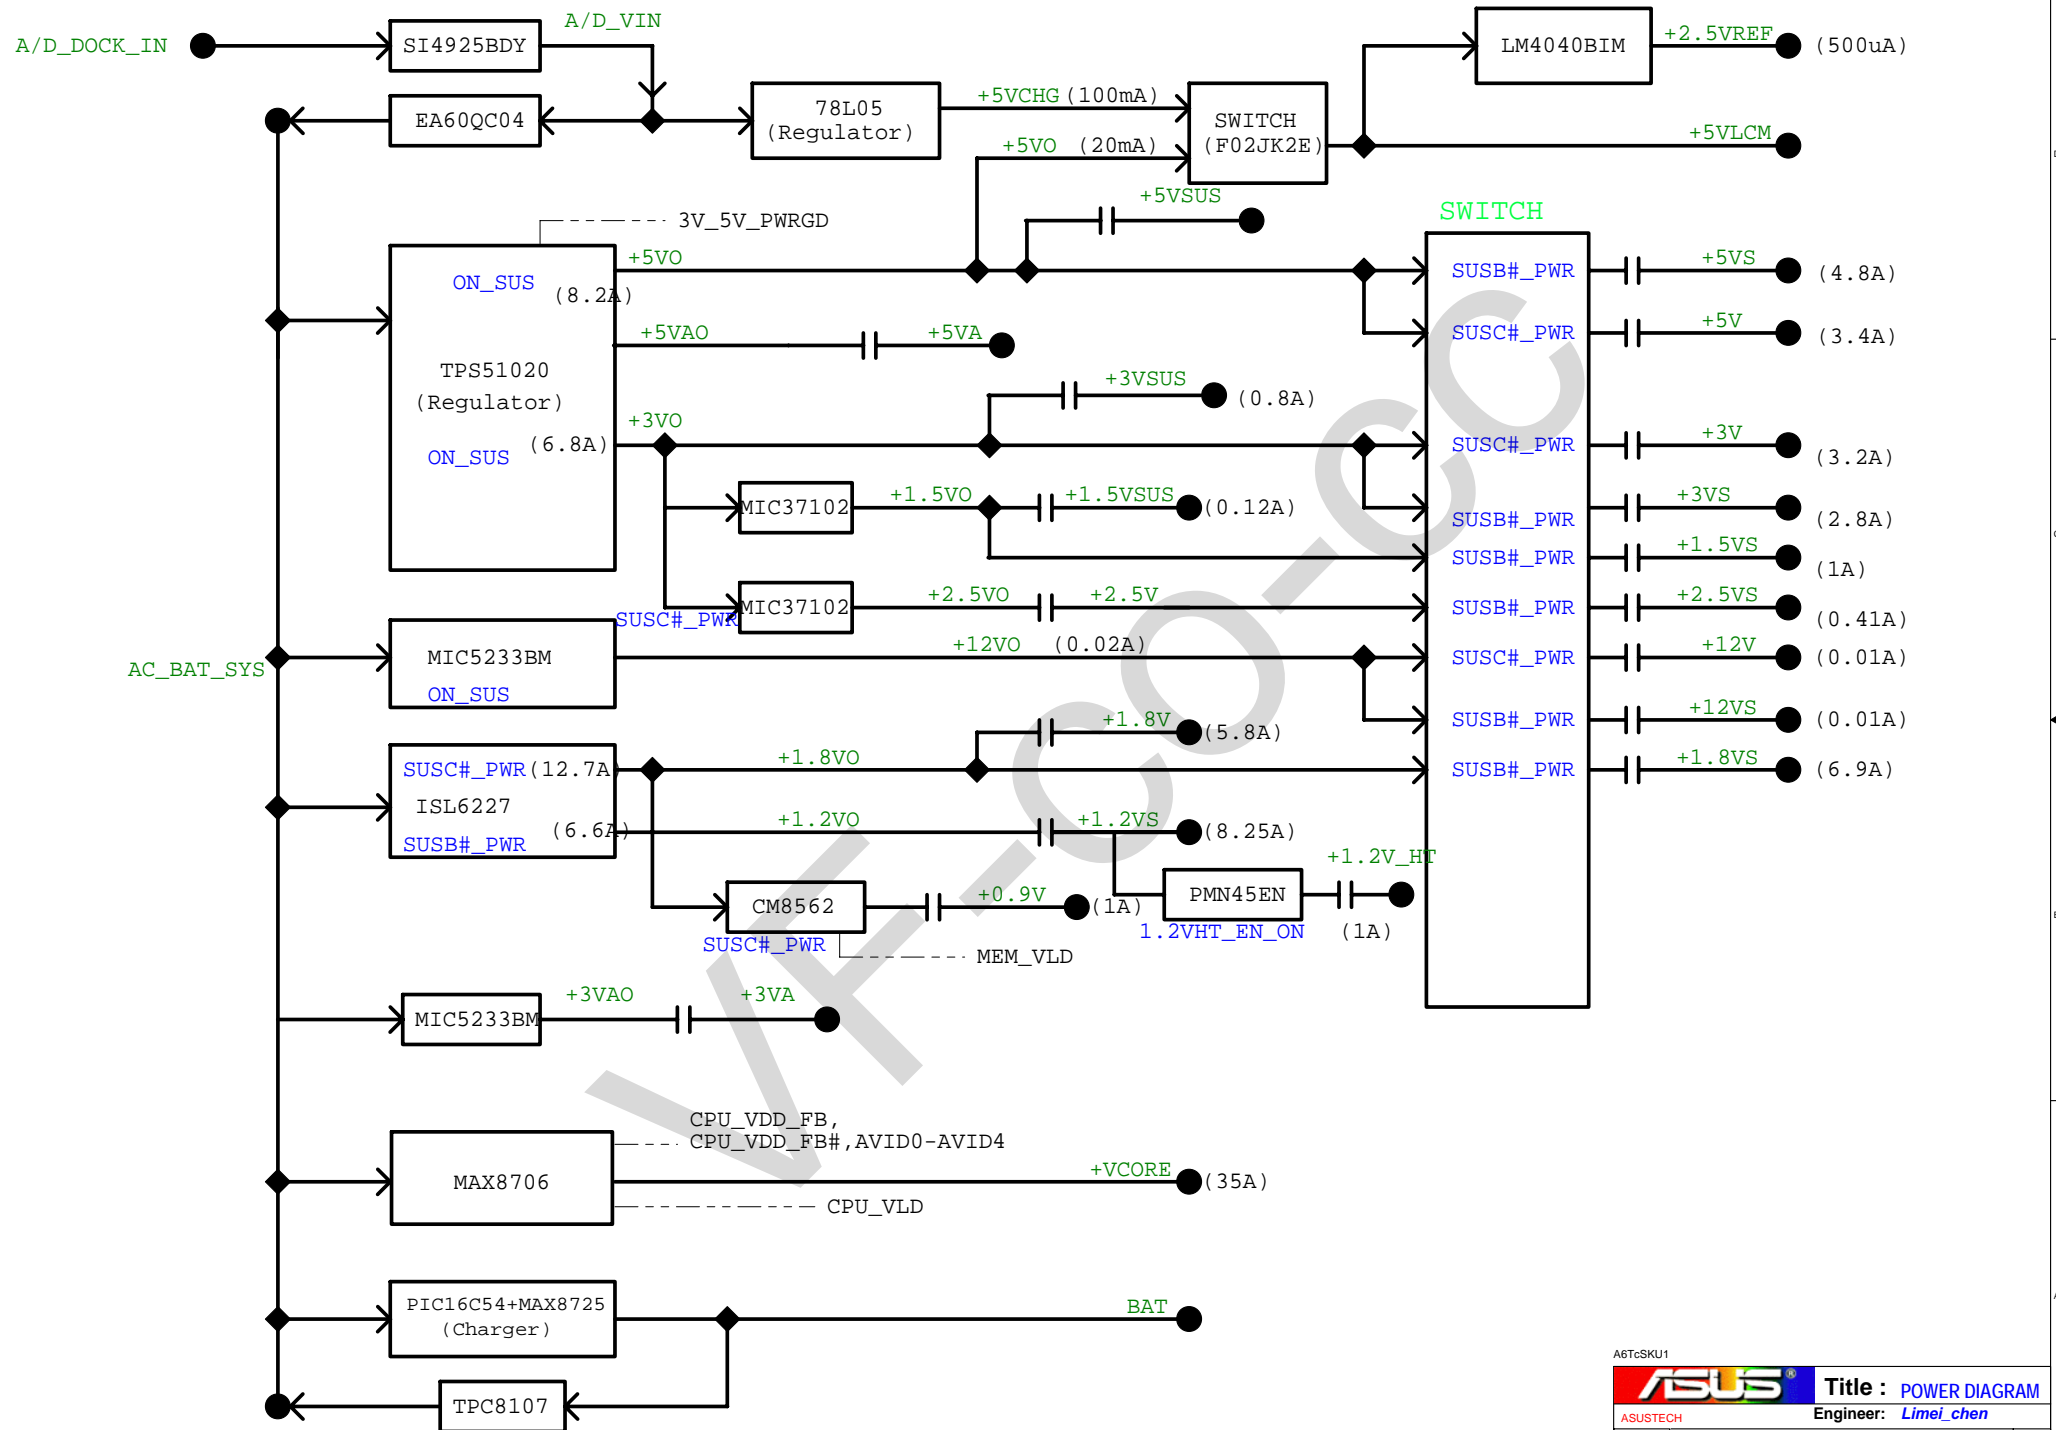 A/D_DOCK_IN
SI4925BDY
A/D_VIN
EA60QC04
78L05
(Regulator)
+5VCHG (100mA)
+5VO (20mA)
SWITCH
(F02JK2E)
LM4040BIM
+2.5VREF
(500uA)
+5VLCM
+5VSUS
3V_5V_PWRGD
SWITCH
ON_SUS
(8.2A)
+5VO
+5VAO
+5VA
TPS51020
(Regulator)
ON_SUS
(6.8A)
+3VO
+3VSUS
(0.8A)
MIC37102
+1.5VO
+1.5VSUS
(0.12A)
MIC37102
SUSC#_PWR
+2.5VO
+2.5V
SUSB#_PWR
+5VS
(4.8A)
SUSC#_PWR
+5V
(3.4A)
SUSC#_PWR
+3V
(3.2A)
SUSB#_PWR
+3VS
(2.8A)
SUSB#_PWR
+1.5VS
(1A)
SUSB#_PWR
+2.5VS
(0.41A)
SUSC#_PWR
+12V
(0.01A)
SUSB#_PWR
+12VS
(0.01A)
SUSB#_PWR
+1.8VS
(6.9A)
AC_BAT_SYS
MIC5233BM
ON_SUS
+12VO (0.02A)
SUSC#_PWR(12.7A)
ISL6227
(6.6A)
SUSB#_PWR
+1.8VO
+1.8V
(5.8A)
+1.2VO
+1.2VS
(8.25A)
CM8562
SUSC#_PWR
+0.9V
(1A)
MEM_VLD
PMN45EN
1.2VHT_EN_ON
+1.2V_HT
(1A)
MIC5233BM
+3VAO
+3VA
MAX8706
CPU_VDD_FB,
CPU_VDD_FB#,AVID0-AVID4
+VCORE
(35A)
CPU_VLD
PIC16C54+MAX8725
(Charger)
BAT
TPC8107
VF-co-cc
A6TcSKU1
ASUS®
Title : POWER DIAGRAM
ASUSTECH
Engineer: Limei_chen